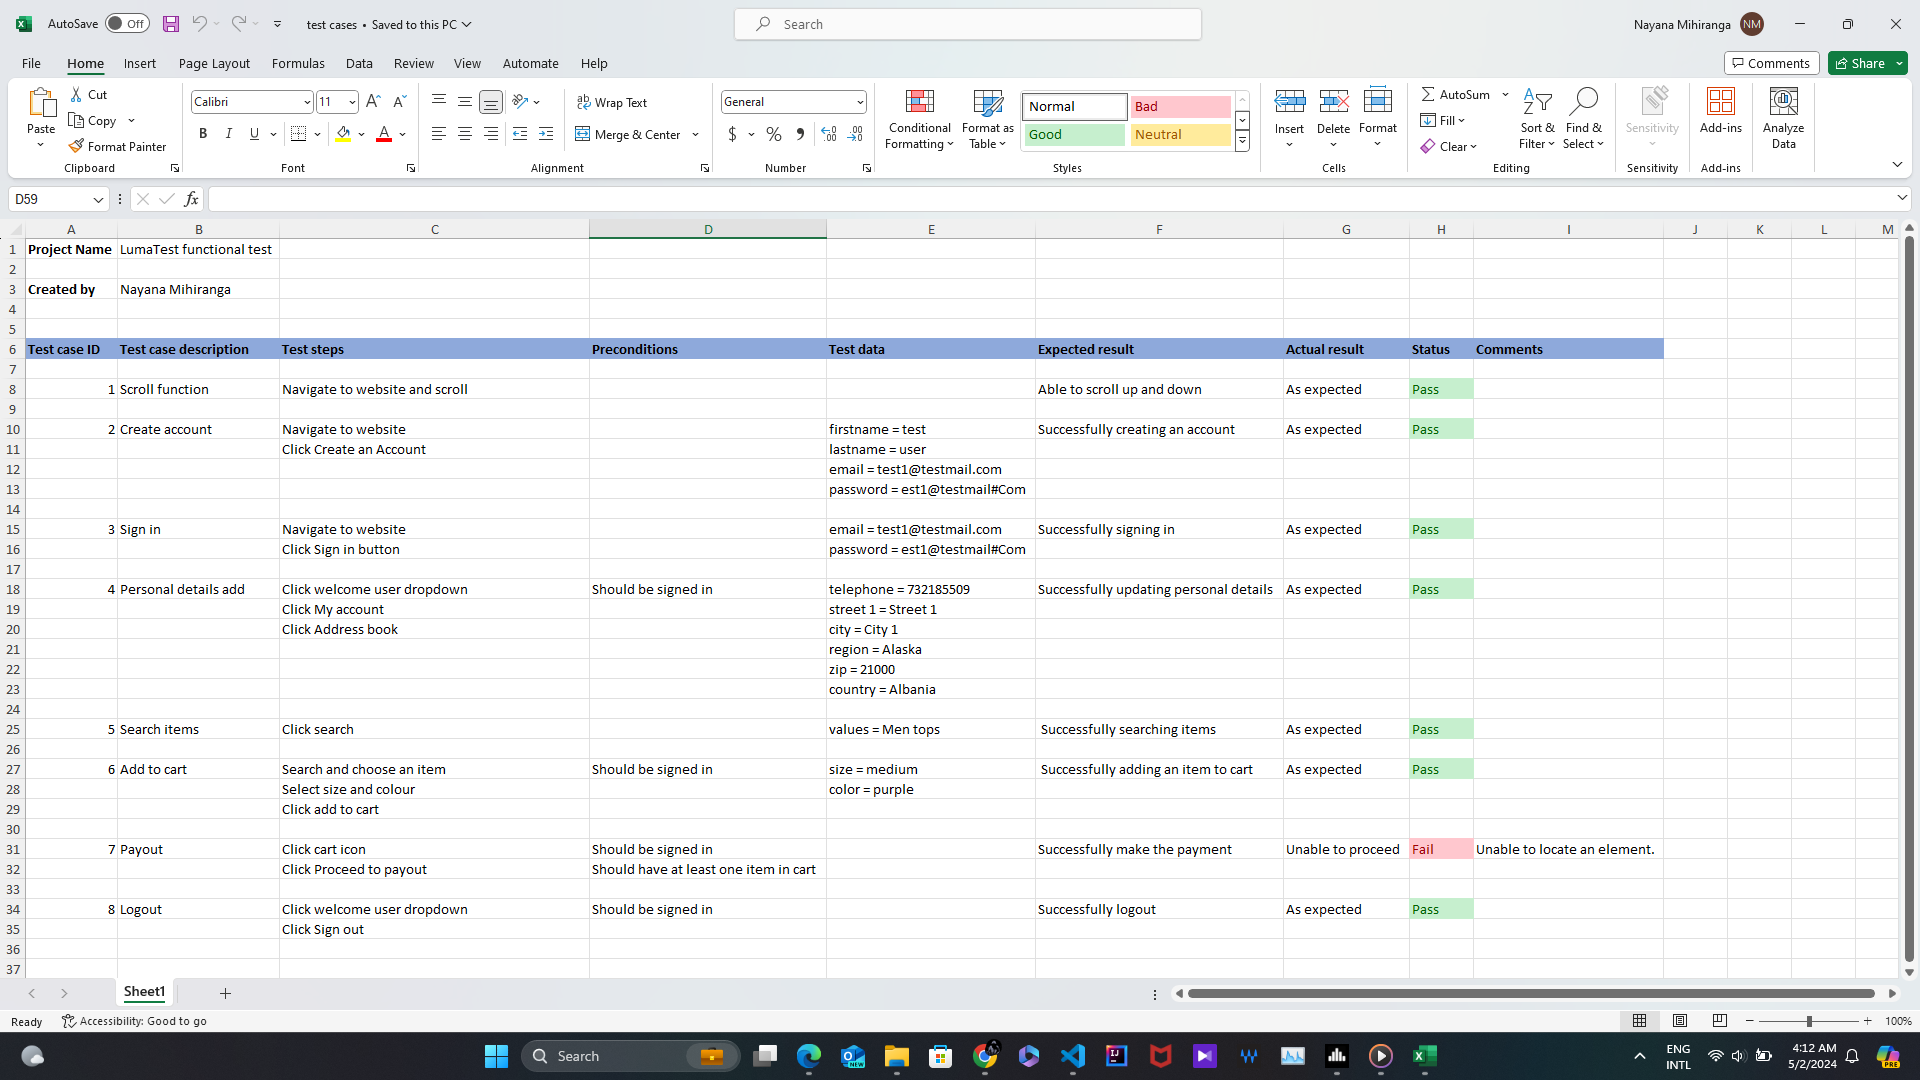 AutoSave Off test cases • Saved to this PC Search Nayana Mihiranga NM
File Home Insert Page Layout Formulas Data Review View Automate Help Comments Share
Paste Cut Copy Format Painter Clipboard
Calibri 11 B I U Font
Wrap Text Merge & Center Alignment
General $ % Number
Conditional Formatting Format as Table Normal Bad Good Neutral Styles
Insert Delete Format Cells
AutoSum Fill Clear Sort & Filter Find & Select Editing
Sensitivity Sensitivity
Add-ins Add-ins
Analyze Data
D59 fx
A B C D E F G H I J K L M
1 Project Name LumaTest functional test
2
3 Created by Nayana Mihiranga
4
5
6 Test case ID Test case description Test steps Preconditions Test data Expected result Actual result Status Comments
7
8 1 Scroll function Navigate to website and scroll Able to scroll up and down As expected Pass
9
10 2 Create account Navigate to website firstname = test Successfully creating an account As expected Pass
11 Click Create an Account lastname = user
12 email = test1@testmail.com
13 password = est1@testmail#Com
14
15 3 Sign in Navigate to website email = test1@testmail.com Successfully signing in As expected Pass
16 Click Sign in button password = est1@testmail#Com
17
18 4 Personal details add Click welcome user dropdown Should be signed in telephone = 732185509 Successfully updating personal details As expected Pass
19 Click My account street 1 = Street 1
20 Click Address book city = City 1
21 region = Alaska
22 zip = 21000
23 country = Albania
24
25 5 Search items Click search values = Men tops Successfully searching items As expected Pass
26
27 6 Add to cart Search and choose an item Should be signed in size = medium Successfully adding an item to cart As expected Pass
28 Select size and colour color = purple
29 Click add to cart
30
31 7 Payout Click cart icon Should be signed in Successfully make the payment Unable to proceed Fail Unable to locate an element.
32 Click Proceed to payout Should have at least one item in cart
33
34 8 Logout Click welcome user dropdown Should be signed in Successfully logout As expected Pass
35 Click Sign out
36
37
Sheet1
Ready Accessibility: Good to go 100%
Search ENG INTL 4:12 AM 5/2/2024